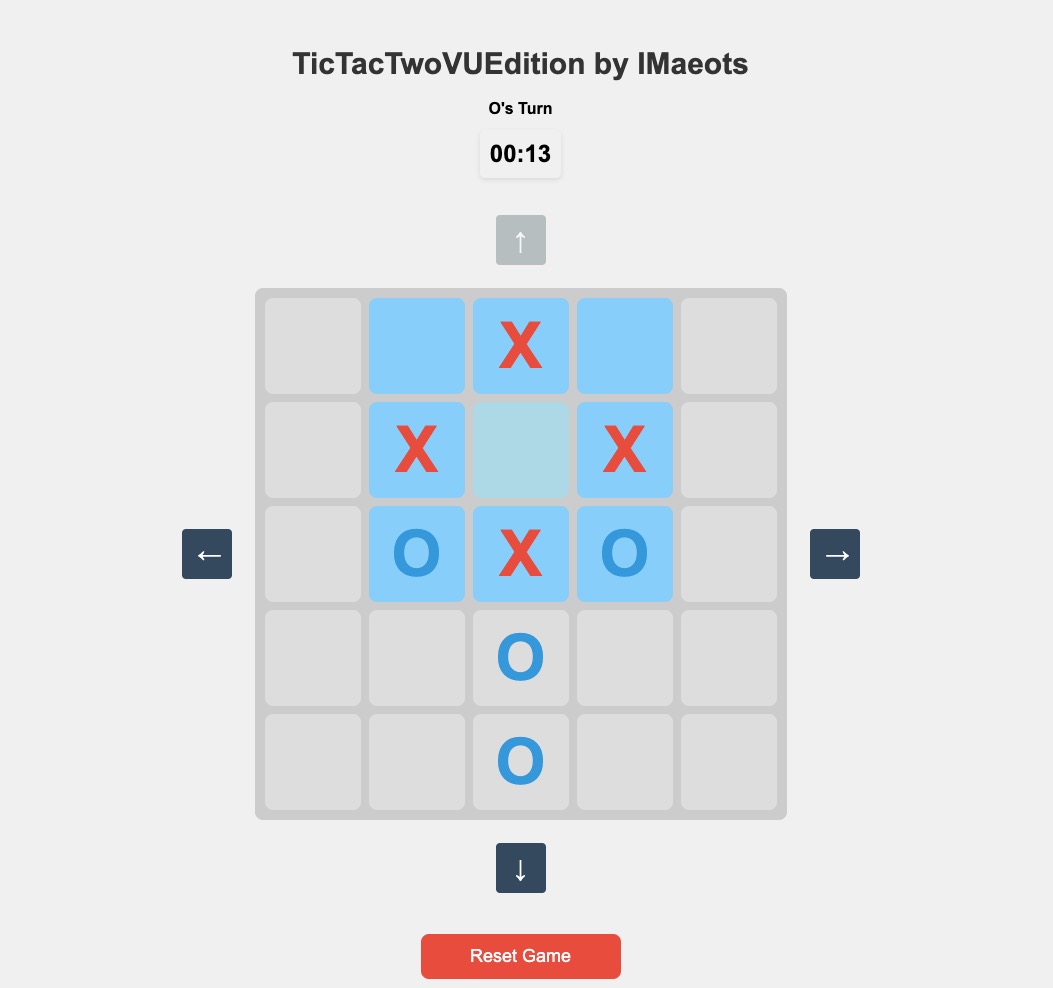 TicTacTwoVUEdition by IMaeots
O's Turn
00:13
↑
X
X X
← O X O →
O
O
↓
Reset Game